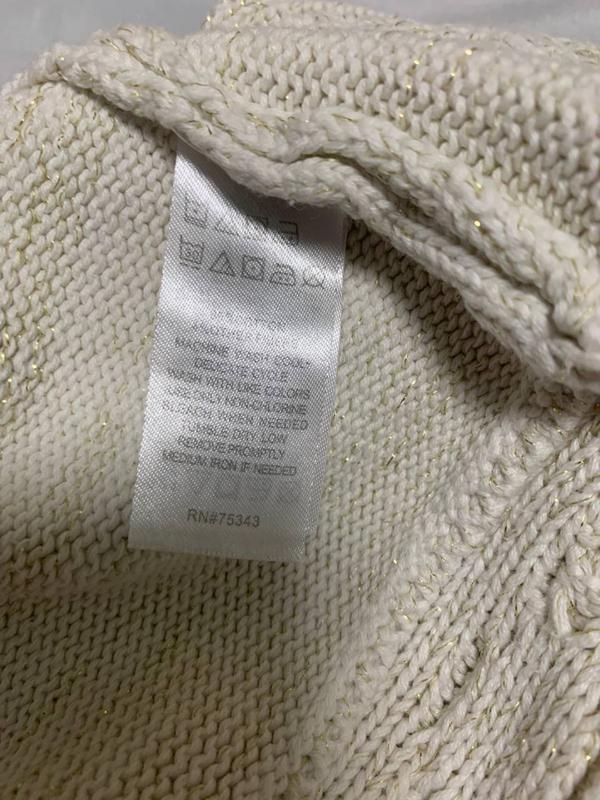 MACHINE WASH COOL
DELICATE CYCLE
WASH WITH LIKE COLORS
USE ONLY NON-CHLORINE
BLEACH WHEN NEEDED
TUMBLE DRY LOW
REMOVE PROMPTLY
MEDIUM IRON IF NEEDED
RN#75343